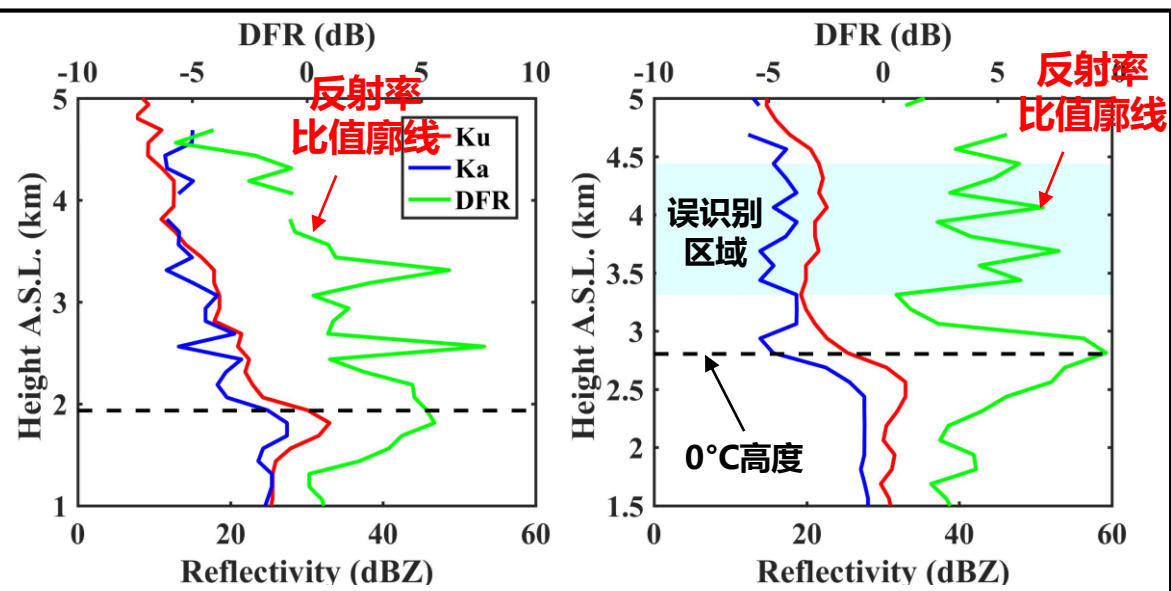 DFR (dB)
-10 -5 0 5 10
反射率
比值廓线
Ku
Ka
DFR
5
4
3
2
1
Height A.S.L. (km)
0 20 40 60
Reflectivity (dBZ)
DFR (dB)
-10 -5 0 5 10
反射率
比值廓线
误识别
区域
0°C高度
5
4.5
4
3.5
3
2.5
2
1.5
Height A.S.L. (km)
0 20 40 60
Reflectivity (dBZ)